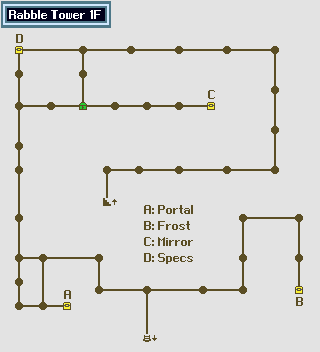 Rabble Tower 1F
D
C
A: Portal
B: Frost
C: Mirror
D: Specs
A
B